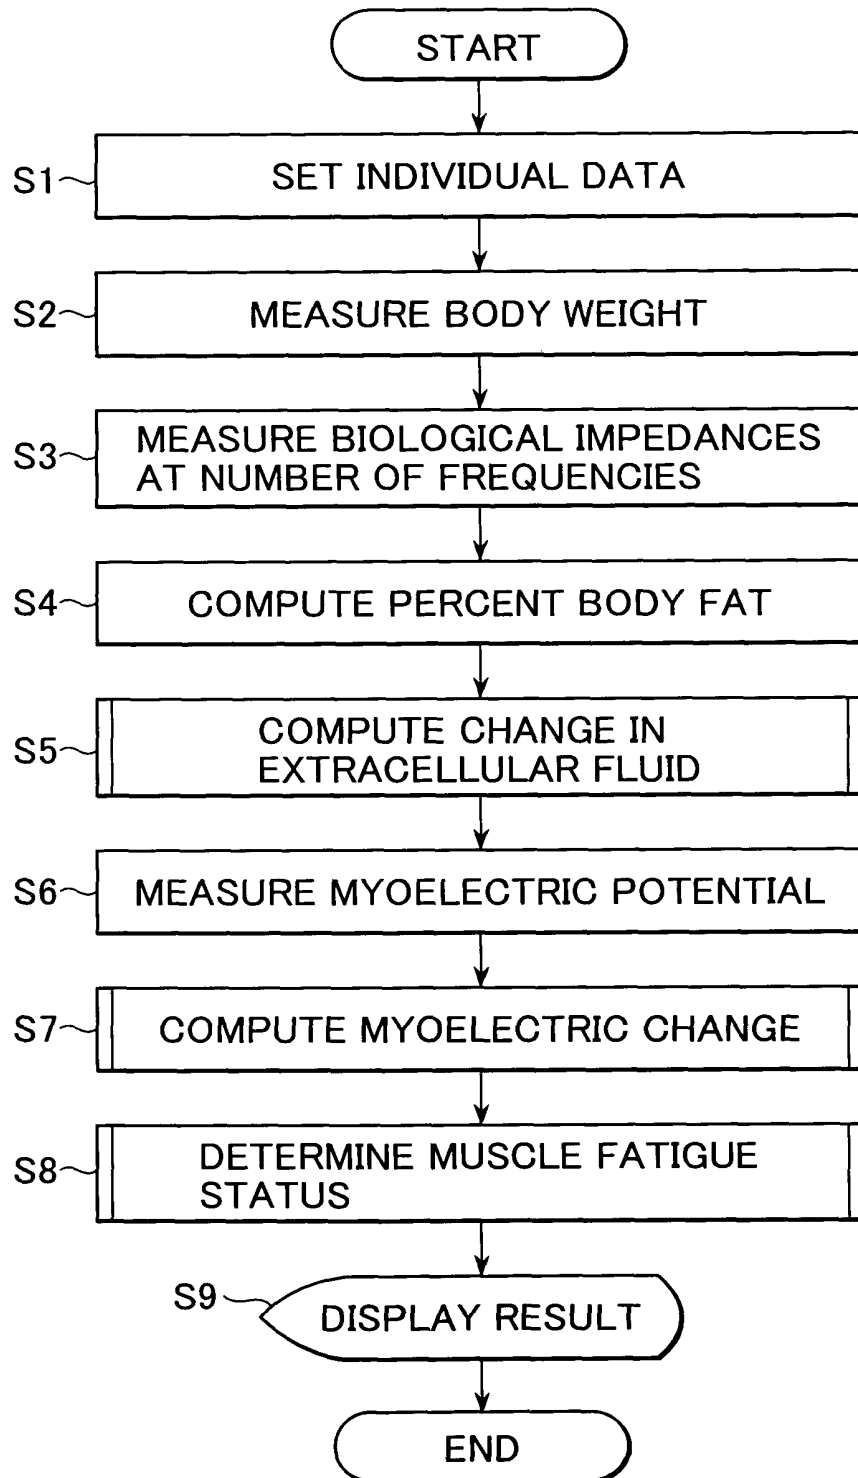 START
S1 SET INDIVIDUAL DATA
S2 MEASURE BODY WEIGHT
S3 MEASURE BIOLOGICAL IMPEDANCES
AT NUMBER OF FREQUENCIES
S4 COMPUTE PERCENT BODY FAT
S5 COMPUTE CHANGE IN
EXTRACELLULAR FLUID
S6 MEASURE MYOELECTRIC POTENTIAL
S7 COMPUTE MYOELECTRIC CHANGE
S8 DETERMINE MUSCLE FATIGUE
STATUS
S9 DISPLAY RESULT
END